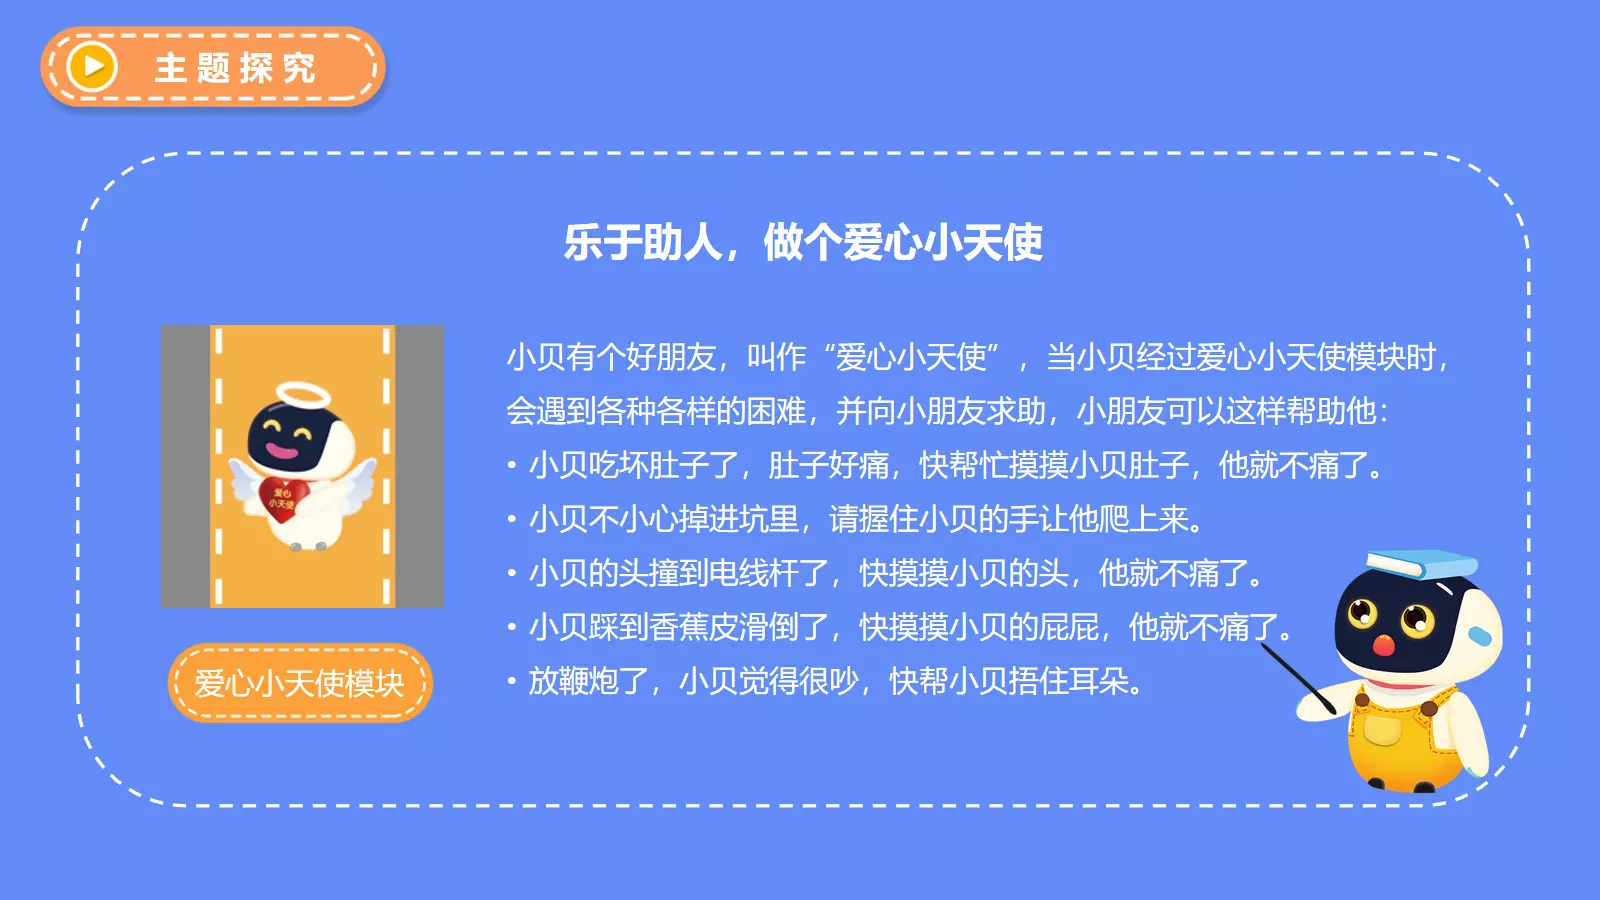 主题探究
乐于助人，做个爱心小天使
小贝有个好朋友，叫作“爱心小天使”，当小贝经过爱心小天使模块时，
会遇到各种各样的困难，并向小朋友求助，小朋友可以这样帮助他：
• 小贝吃坏肚子了，肚子好痛，快帮忙摸摸小贝肚子，他就不痛了。
• 小贝不小心掉进坑里，请握住小贝的手让他爬上来。
• 小贝的头撞到电线杆了，快摸摸小贝的头，他就不痛了。
• 小贝踩到香蕉皮滑倒了，快摸摸小贝的屁屁，他就不痛了。
• 放鞭炮了，小贝觉得很吵，快帮小贝捂住耳朵。
爱心
小天使
爱心小天使模块